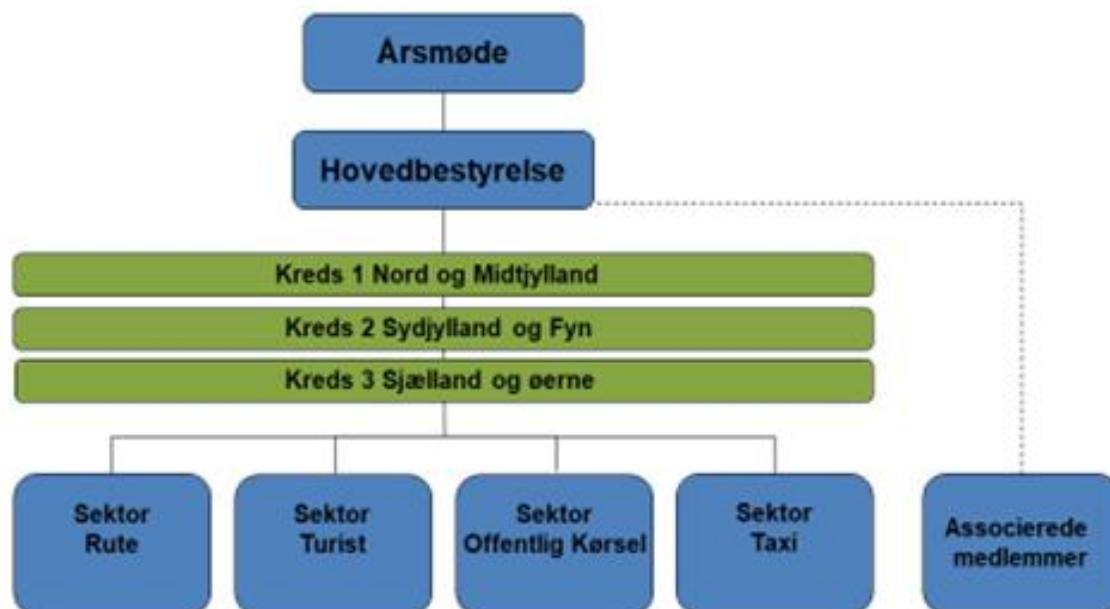 Årsmøde
Hovedbestyrelse
Kreds 1 Nord og Midtjylland
Kreds 2 Sydjylland og Fyn
Kreds 3 Sjælland og øerne
Sektor
Rute
Sektor
Turist
Sektor
Offentlig Kørsel
Sektor
Taxi
Associerede
medlemmer